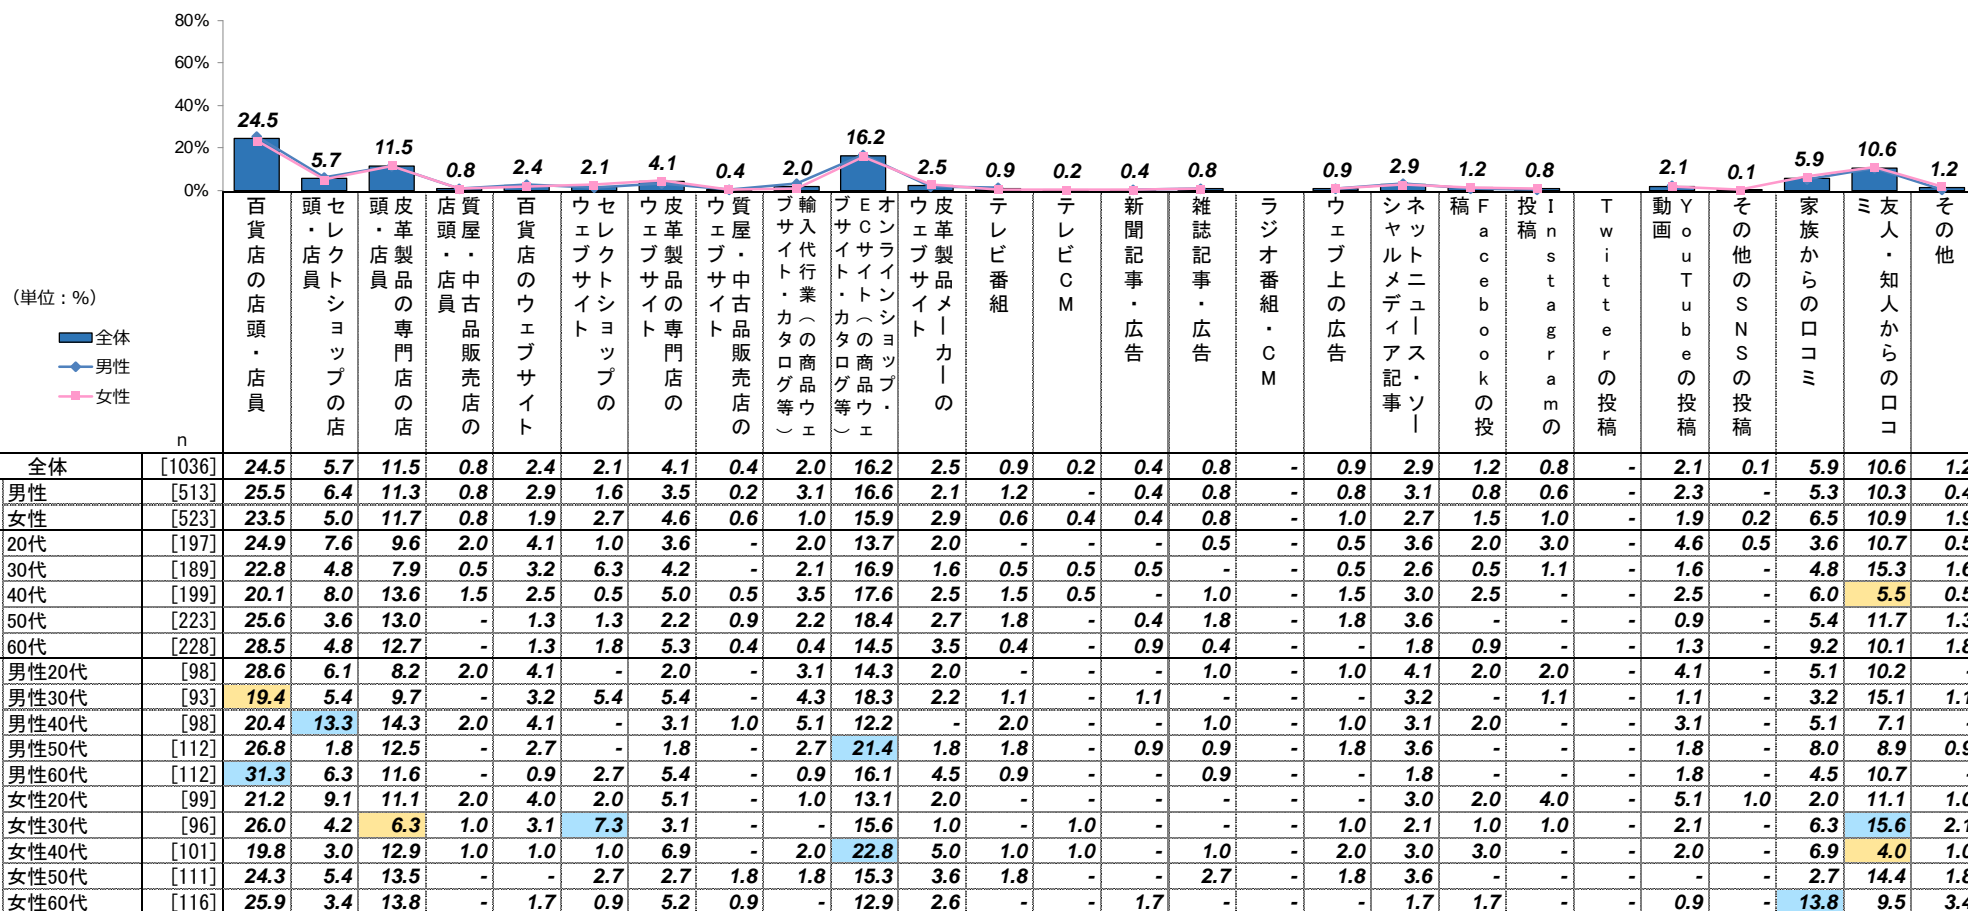 80%
60%
40%
20%
0%
24.5 5.7 11.5 0.8 2.4 2.1 4.1 0.4 2.0 16.2 2.5 0.9 0.2 0.4 0.8 0.9 2.9 1.2 0.8 2.1 0.1 5.9 10.6 1.2
百貨店の店頭・店員
セレクトショップの店頭・店員
皮革製品の専門店の店頭・店員
質屋・中古品販売店の店頭・店員
百貨店のウェブサイト
セレクトショップのウェブサイト
皮革製品の専門店のウェブサイト
質屋・中古品販売店のウェブサイト
輸入代行業（の商品ウェブサイト・カタログ等）
オンラインショップ・ECサイト（の商品ウェブサイト・カタログ等）
皮革製品メーカーのウェブサイト
テレビ番組
テレビCM
新聞記事・広告
雑誌記事・広告
ラジオ番組・CM
ウェブ上の広告
ネットニュース・ソーシャルメディア記事
Facebookの投稿
Instagramの投稿
Twitterの投稿
YouTubeの投稿動画
その他のSNSの投稿
家族からの口コミ
友人・知人からの口コミ
その他
（単位：%）
全体
男性
女性
n
全体 [1036] 24.5 5.7 11.5 0.8 2.4 2.1 4.1 0.4 2.0 16.2 2.5 0.9 0.2 0.4 0.8 - 0.9 2.9 1.2 0.8 - 2.1 0.1 5.9 10.6 1.2
男性 [513] 25.5 6.4 11.3 0.8 2.9 1.6 3.5 0.2 3.1 16.6 2.1 1.2 - 0.4 0.8 - 0.8 3.1 0.8 0.6 - 2.3 - 5.3 10.3 0.4
女性 [523] 23.5 5.0 11.7 0.8 1.9 2.7 4.6 0.6 1.0 15.9 2.9 0.6 0.4 0.4 0.8 - 1.0 2.7 1.5 1.0 - 1.9 0.2 6.5 10.9 1.9
20代 [197] 24.9 7.6 9.6 2.0 4.1 1.0 3.6 - 2.0 13.7 2.0 - - - 0.5 - 0.5 3.6 2.0 3.0 - 4.6 0.5 3.6 10.7 0.5
30代 [189] 22.8 4.8 7.9 0.5 3.2 6.3 4.2 - 2.1 16.9 1.6 0.5 0.5 0.5 - - 0.5 2.6 0.5 1.1 - 1.6 - 4.8 15.3 1.6
40代 [199] 20.1 8.0 13.6 1.5 2.5 0.5 5.0 0.5 3.5 17.6 2.5 1.5 0.5 - 1.0 - 1.5 3.0 2.5 - - 2.5 - 6.0 5.5 0.5
50代 [223] 25.6 3.6 13.0 - 1.3 1.3 2.2 0.9 2.2 18.4 2.7 1.8 - 0.4 1.8 - 1.8 3.6 - - - 0.9 - 5.4 11.7 1.3
60代 [228] 28.5 4.8 12.7 - 1.3 1.8 5.3 0.4 0.4 14.5 3.5 0.4 - 0.9 0.4 - - 1.8 0.9 - - 1.3 - 9.2 10.1 1.8
男性20代 [98] 28.6 6.1 8.2 2.0 4.1 - 2.0 - 3.1 14.3 2.0 - - - 1.0 - 1.0 4.1 2.0 2.0 - 4.1 - 5.1 10.2 -
男性30代 [93] 19.4 5.4 9.7 - 3.2 5.4 5.4 - 4.3 18.3 2.2 1.1 - 1.1 - - - 3.2 - 1.1 - 1.1 - 3.2 15.1 1.1
男性40代 [98] 20.4 13.3 14.3 2.0 4.1 - 3.1 1.0 5.1 12.2 - 2.0 - - 1.0 - 1.0 3.1 2.0 - - 3.1 - 5.1 7.1 -
男性50代 [112] 26.8 1.8 12.5 - 2.7 - 1.8 - 2.7 21.4 1.8 1.8 - 0.9 0.9 - 1.8 3.6 - - - 1.8 - 8.0 8.9 0.9
男性60代 [112] 31.3 6.3 11.6 - 0.9 2.7 5.4 - 0.9 16.1 4.5 0.9 - - 0.9 - - 1.8 - - - 1.8 - 4.5 10.7 -
女性20代 [99] 21.2 9.1 11.1 2.0 4.0 2.0 5.1 - 1.0 13.1 2.0 - - - - - - 3.0 2.0 4.0 - 5.1 1.0 2.0 11.1 1.0
女性30代 [96] 26.0 4.2 6.3 1.0 3.1 7.3 3.1 - - 15.6 1.0 - 1.0 - - - 1.0 2.1 1.0 1.0 - 2.1 - 6.3 15.6 2.1
女性40代 [101] 19.8 3.0 12.9 1.0 1.0 1.0 6.9 - 2.0 22.8 5.0 1.0 1.0 - 1.0 - 2.0 3.0 3.0 - - 2.0 - 6.9 4.0 1.0
女性50代 [111] 24.3 5.4 13.5 - - 2.7 2.7 1.8 1.8 15.3 3.6 1.8 - - 2.7 - 1.8 3.6 - - - - - 2.7 14.4 1.8
女性60代 [116] 25.9 3.4 13.8 - 1.7 0.9 5.2 0.9 - 12.9 2.6 - - 1.7 - - - 1.7 1.7 - - 0.9 - 13.8 9.5 3.4